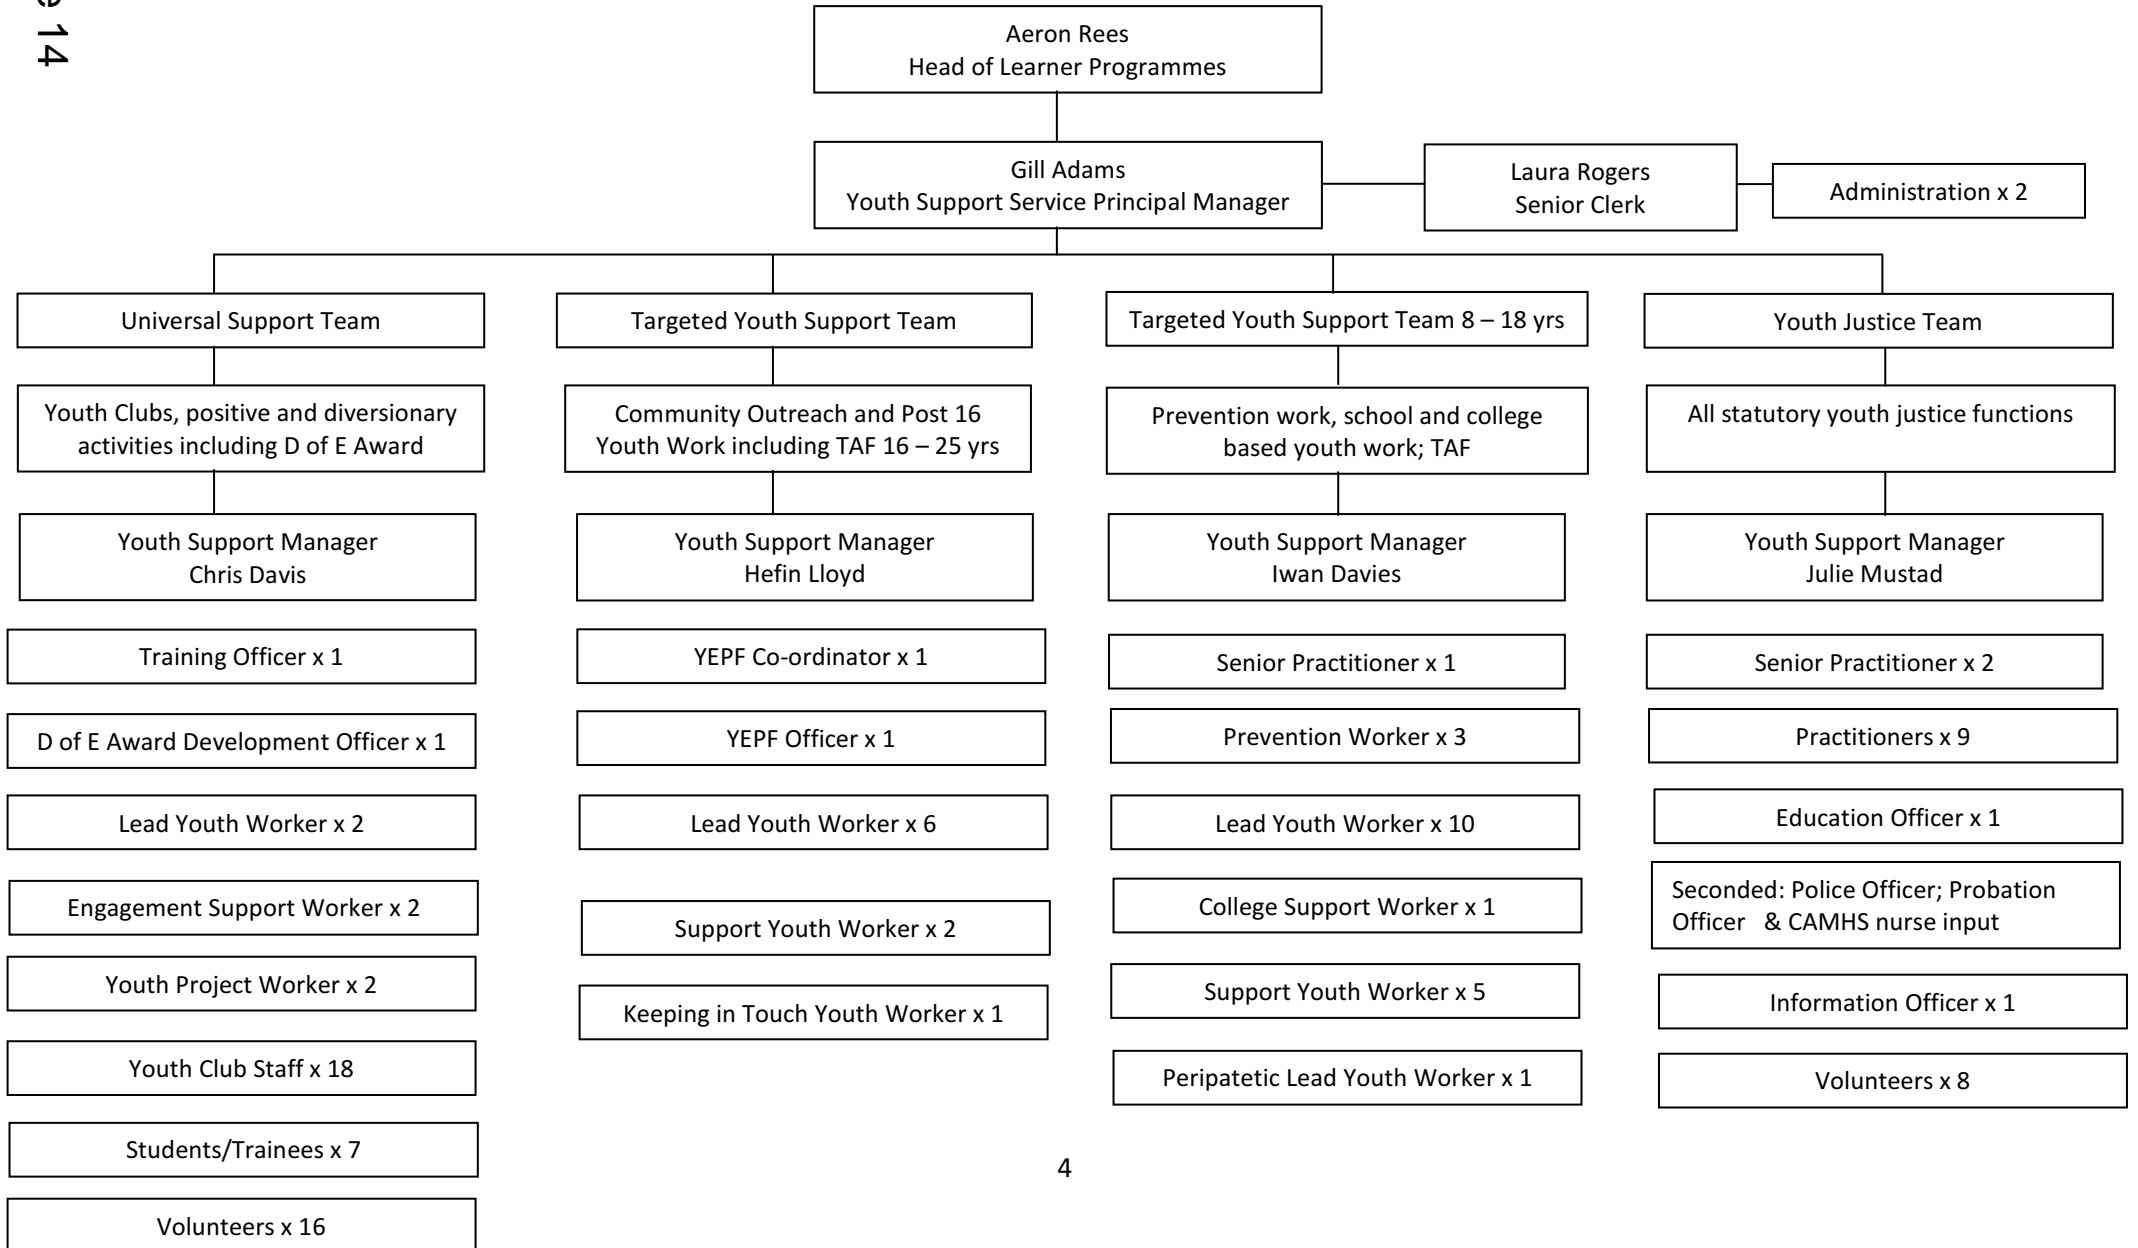 e 14
Aeron Rees
Head of Learner Programmes
Gill Adams
Youth Support Service Principal Manager
Laura Rogers
Senior Clerk
Administration x 2
Universal Support Team
Youth Clubs, positive and diversionary
activities including D of E Award
Youth Support Manager
Chris Davis
Training Officer x 1
D of E Award Development Officer x 1
Lead Youth Worker x 2
Engagement Support Worker x 2
Youth Project Worker x 2
Youth Club Staff x 18
Students/Trainees x 7
Volunteers x 16
Targeted Youth Support Team
Community Outreach and Post 16
Youth Work including TAF 16 – 25 yrs
Youth Support Manager
Hefin Lloyd
YEPF Co-ordinator x 1
YEPF Officer x 1
Lead Youth Worker x 6
Support Youth Worker x 2
Keeping in Touch Youth Worker x 1
Targeted Youth Support Team 8 – 18 yrs
Prevention work, school and college
based youth work; TAF
Youth Support Manager
Iwan Davies
Senior Practitioner x 1
Prevention Worker x 3
Lead Youth Worker x 10
College Support Worker x 1
Support Youth Worker x 5
Peripatetic Lead Youth Worker x 1
Youth Justice Team
All statutory youth justice functions
Youth Support Manager
Julie Mustad
Senior Practitioner x 2
Practitioners x 9
Education Officer x 1
Seconded: Police Officer; Probation
Officer   & CAMHS nurse input
Information Officer x 1
Volunteers x 8
4